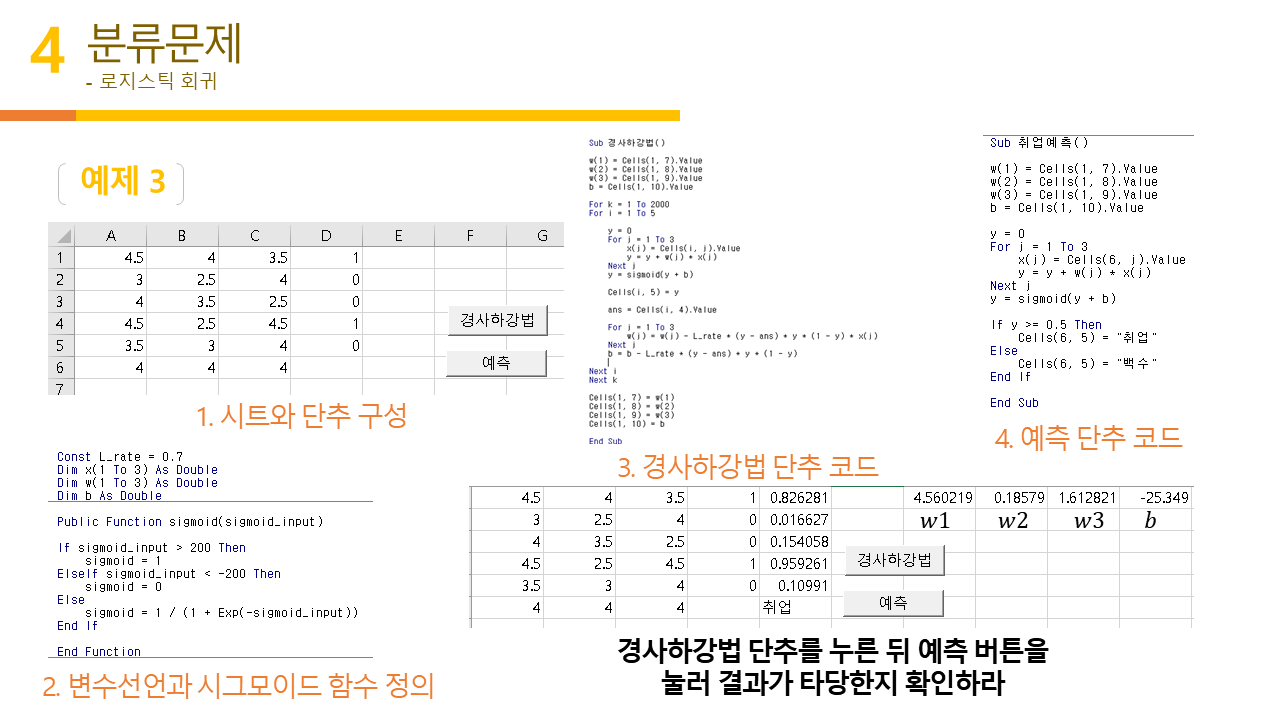 4
분류문제
- 로지스틱 회귀
예제 3
A B C D E F G
1 4.5 4 3.5 1
2 3 2.5 4 0
3 4 3.5 2.5 0
4 4.5 2.5 4.5 1
5 3.5 3 4 0
6 4 4 4
7
경사하강법
예측
1. 시트와 단추 구성
Const L_rate = 0.7
Dim x(1 To 3) As Double
Dim w(1 To 3) As Double
Dim b As Double
Public Function sigmoid(sigmoid_input)
If sigmoid_input > 200 Then
sigmoid = 1
ElseIf sigmoid_input < -200 Then
sigmoid = 0
Else
sigmoid = 1 / (1 + Exp(-sigmoid_input))
End If
End Function
2. 변수선언과 시그모이드 함수 정의
Sub 경사하강법()
w(1) = Cells(1, 7).Value
w(2) = Cells(1, 8).Value
w(3) = Cells(1, 9).Value
b = Cells(1, 10).Value
For k = 1 To 2000
For i = 1 To 5
y = 0
For j = 1 To 3
x(j) = Cells(i, j).Value
y = y + w(j) * x(j)
Next j
y = sigmoid(y + b)
Cells(i, 5) = y
ans = Cells(i, 4).Value
For j = 1 To 3
w(j) = w(j) - L_rate * (y - ans) * y * (1 - y) * x(j)
Next j
b = b - L_rate * (y - ans) * y * (1 - y)
Next i
Next k
Cells(1, 7) = w(1)
Cells(1, 8) = w(2)
Cells(1, 9) = w(3)
Cells(1, 10) = b
End Sub
3. 경사하강법 단추 코드
Sub 취업예측()
w(1) = Cells(1, 7).Value
w(2) = Cells(1, 8).Value
w(3) = Cells(1, 9).Value
b = Cells(1, 10).Value
y = 0
For j = 1 To 3
x(j) = Cells(6, j).Value
y = y + w(j) * x(j)
Next j
y = sigmoid(y + b)
If y >= 0.5 Then
Cells(6, 5) = "취업"
Else
Cells(6, 5) = "백수"
End If
End Sub
4. 예측 단추 코드
4.5 4 3.5 1 0.826281 4.560219 0.18579 1.612821 -25.349
3 2.5 4 0 0.016627 w1 w2 w3 b
4 3.5 2.5 0 0.154058
4.5 2.5 4.5 1 0.959261
3.5 3 4 0 0.10991
4 4 4 취업
경사하강법
예측
경사하강법 단추를 누른 뒤 예측 버튼을
눌러 결과가 타당한지 확인하라